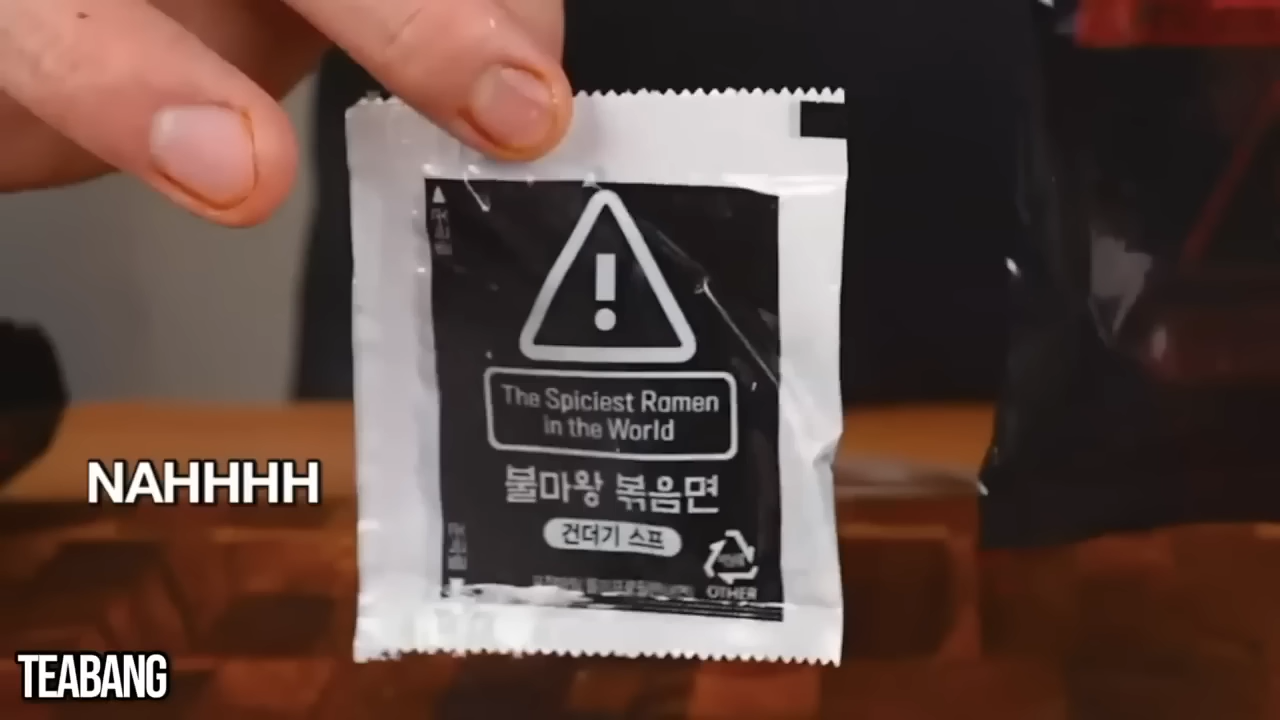 The Spiciest Ramen
in the World
불마왕 볶음면
건더기 스프
OTHER
NAHHHH
TEABANG